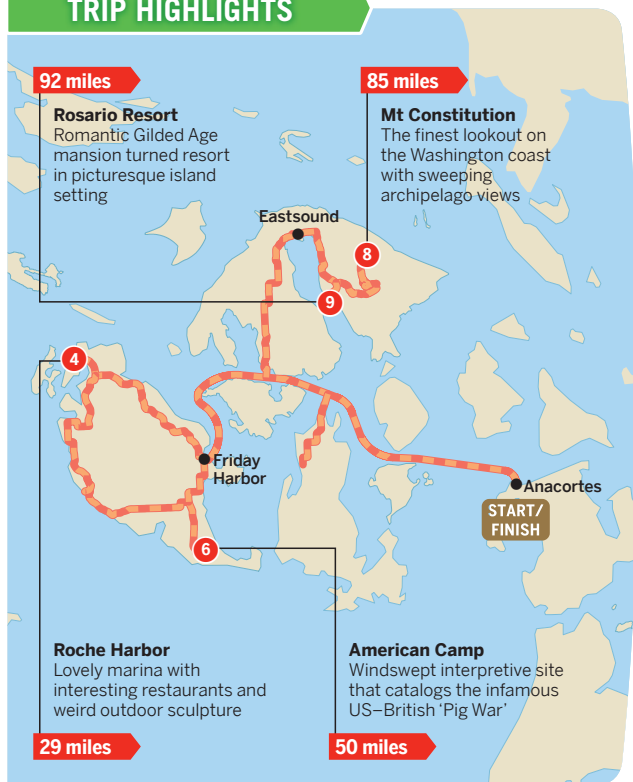 TRIP HIGHLIGHTS
92 miles
Rosario Resort
Romantic Gilded Age
mansion turned resort
in picturesque island
setting
85 miles
Mt Constitution
The finest lookout on
the Washington coast
with sweeping
archipelago views
Eastsound
8
9
4
Friday
Harbor
Anacortes
START/
FINISH
6
Roche Harbor
Lovely marina with
interesting restaurants and
weird outdoor sculpture
29 miles
American Camp
Windswept interpretive site
that catalogs the infamous
US–British ‘Pig War’
50 miles